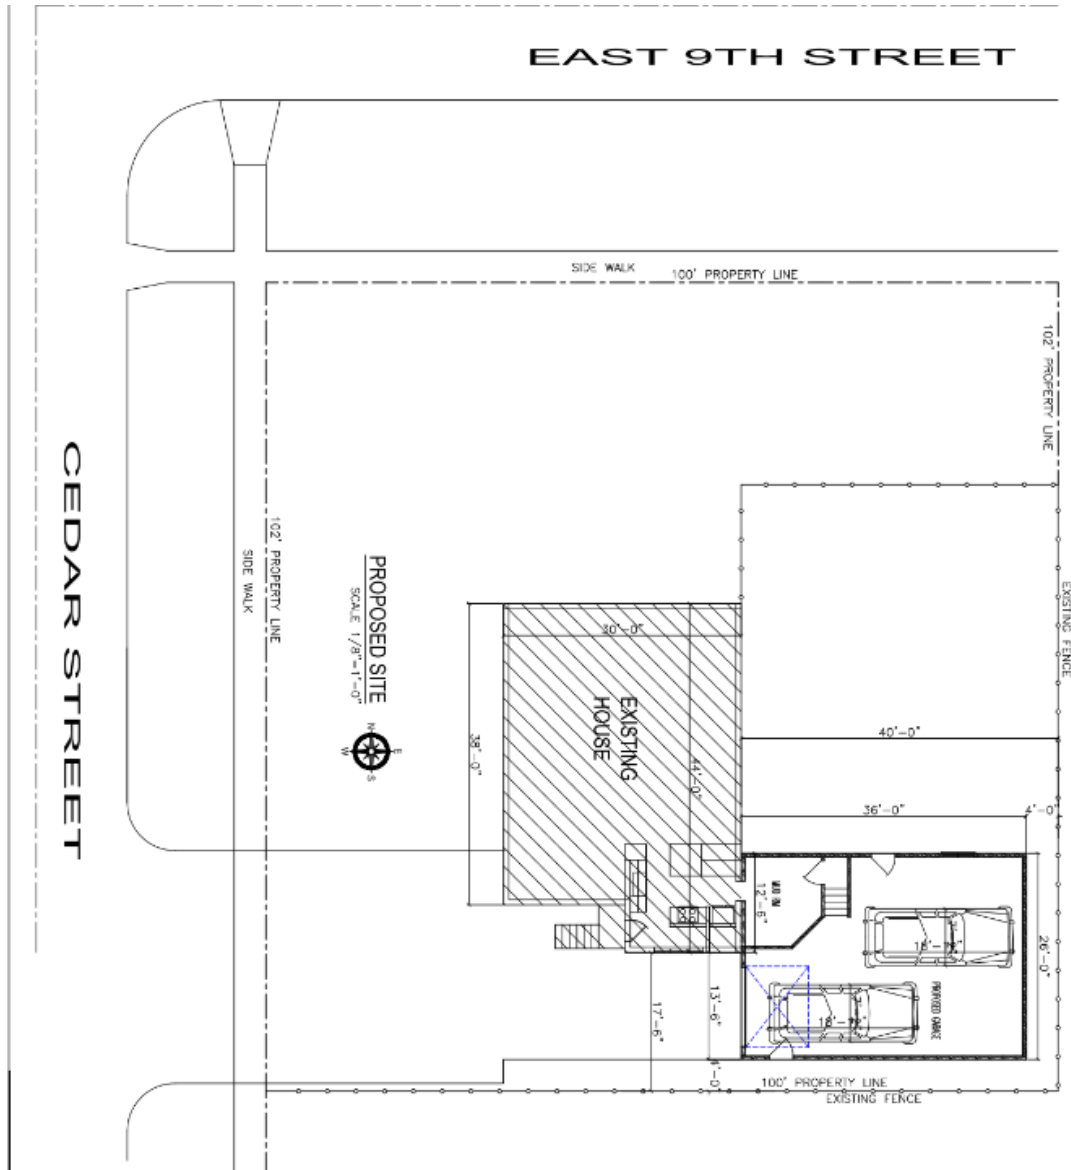 EAST 9TH STREET
SIDE WALK
100' PROPERTY LINE
102' PROPERTY LINE
CEDAR STREET
SIDE WALK
102' PROPERTY LINE
PROPOSED SITE
SCALE 1/8"=1'-0"
N
E
S
W
EXISTING FENCE
30'-0"
EXISTING
HOUSE
38'-0"
44'-0"
40'-0"
36'-0"
4'-0"
MUD RM
12'-6"
26'-0"
PROPOSED GARAGE
13'-6"
17'-6"
4'-0"
100' PROPERTY LINE
EXISTING FENCE